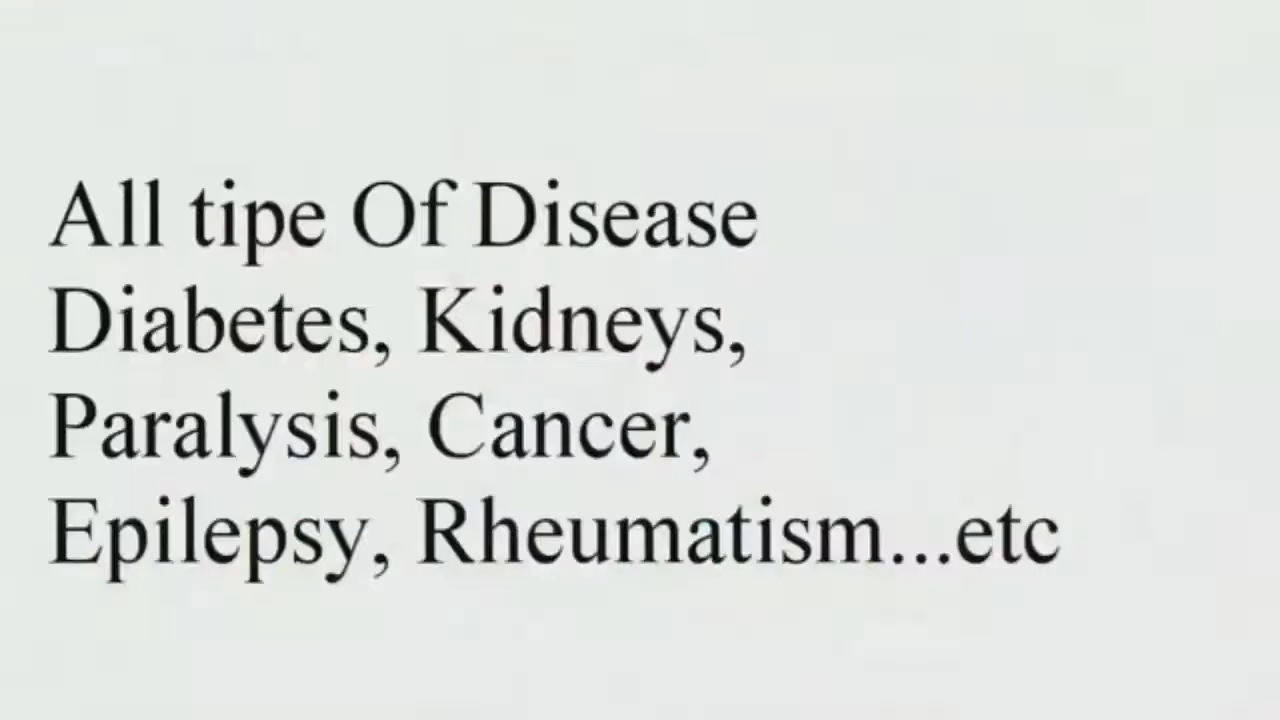 All tipe Of Disease
Diabetes, Kidneys,
Paralysis, Cancer,
Epilepsy, Rheumatism...etc